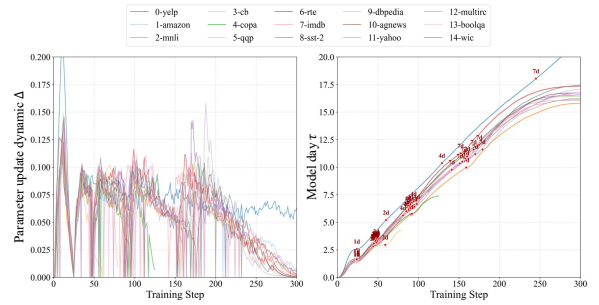 0-yelp 3-cb 6-rte 9-dbpedia 12-multirc
1-amazon 4-copa 7-imdb 10-agnews 13-boolqa
2-mnli 5-qqp 8-sst-2 11-yahoo 14-wic
Parameter update dynamic Δ
0.200
0.175
0.150
0.125
0.100
0.075
0.050
0.025
0.000
0 50 100 150 200 250 300
Training Step
Model day τ
20.0
17.5
15.0
12.5
10.0
7.5
5.0
2.5
0.0
1d
2d
4d
7d
7d
0 50 100 150 200 250 300
Training Step